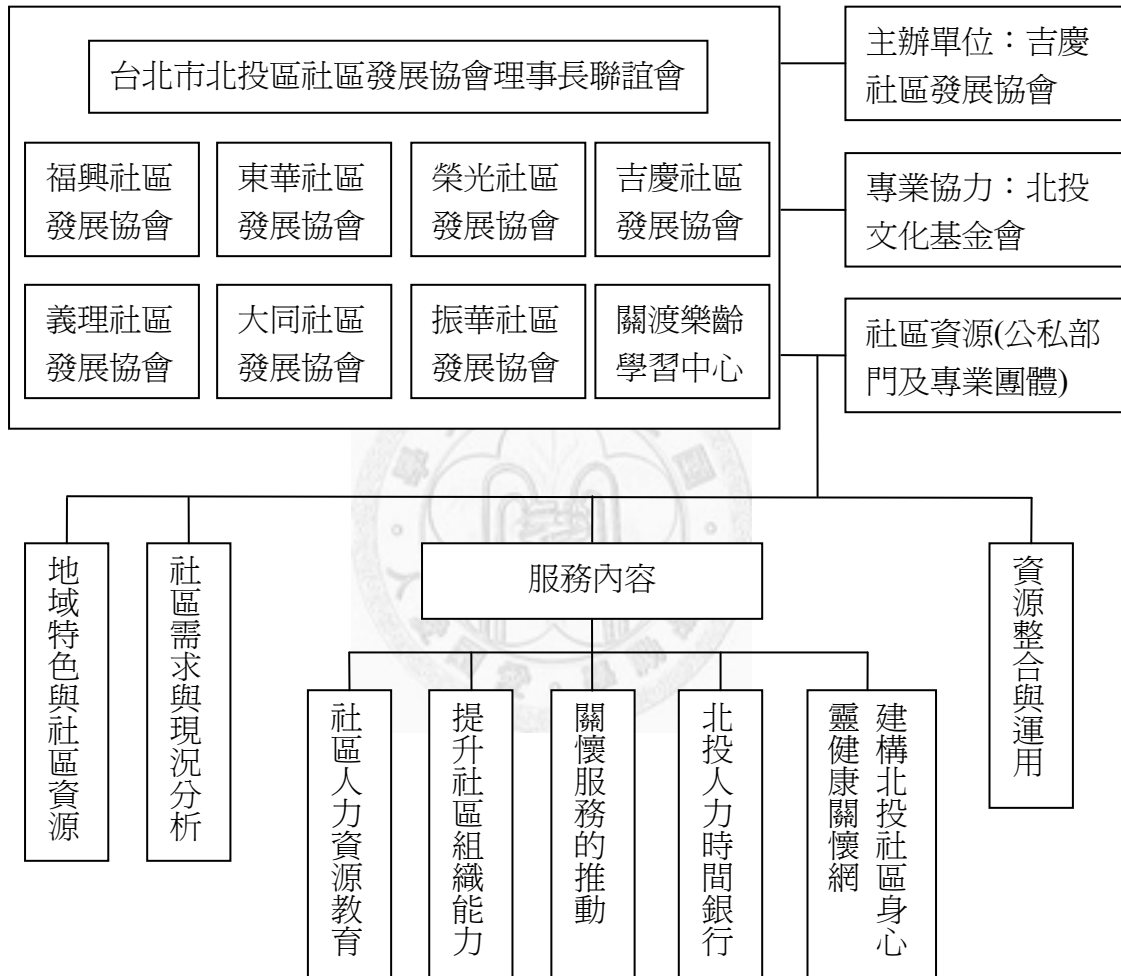 台北市北投區社區發展協會理事長聯誼會
主辦單位：吉慶
社區發展協會
福興社區
發展協會
東華社區
發展協會
榮光社區
發展協會
吉慶社區
發展協會
專業協力：北投
文化基金會
義理社區
發展協會
大同社區
發展協會
振華社區
發展協會
關渡樂齡
學習中心
社區資源(公私部
門及專業團體)
地域特色與社區資源
社區需求與現況分析
服務內容
資源整合與運用
社區人力資源教育
提升社區組織能力
關懷服務的推動
北投人力時間銀行
建構北投社區身心
靈健康關懷網